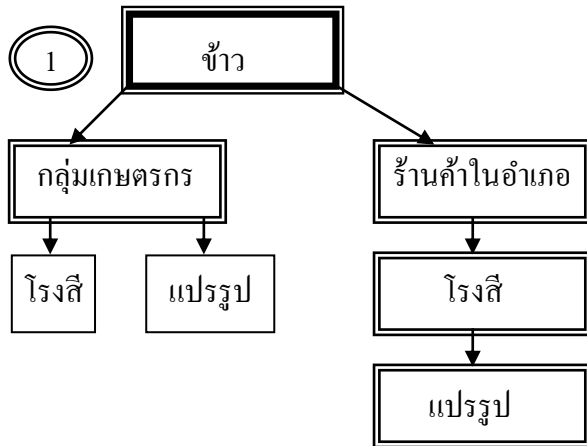 1
ข้าว
กลุ่มเกษตรกร
ร้านค้าในอำเภอ
โรงสี
แปรรูป
โรงสี
แปรรูป